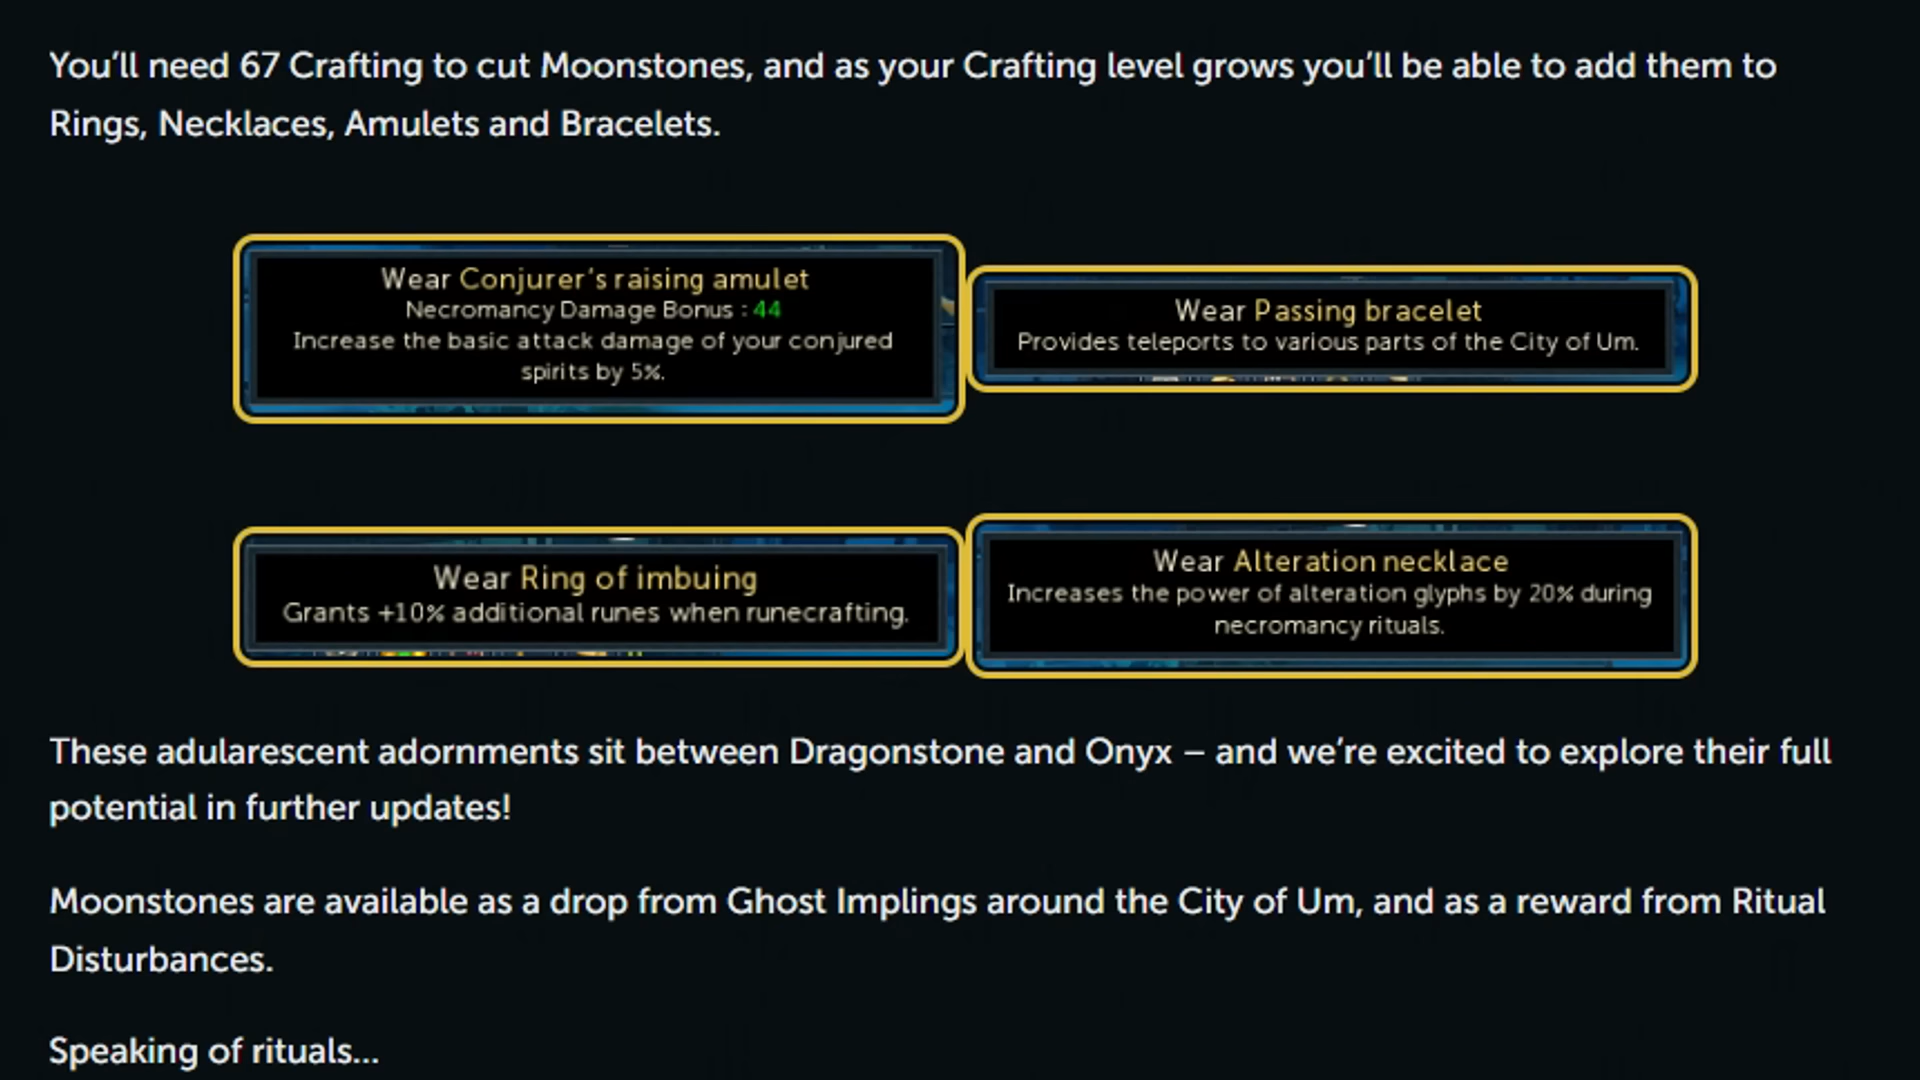 You’ll need 67 Crafting to cut Moonstones, and as your Crafting level grows you’ll be able to add them to
Rings, Necklaces, Amulets and Bracelets.
Wear Conjurer's raising amulet
Necromancy Damage Bonus : 44
Increase the basic attack damage of your conjured
spirits by 5%.
Wear Passing bracelet
Provides teleports to various parts of the City of Um.
Wear Ring of imbuing
Grants +10% additional runes when runecrafting.
Wear Alteration necklace
Increases the power of alteration glyphs by 20% during
necromancy rituals.
These adularescent adornments sit between Dragonstone and Onyx – and we’re excited to explore their full
potential in further updates!
Moonstones are available as a drop from Ghost Implings around the City of Um, and as a reward from Ritual
Disturbances.
Speaking of rituals...